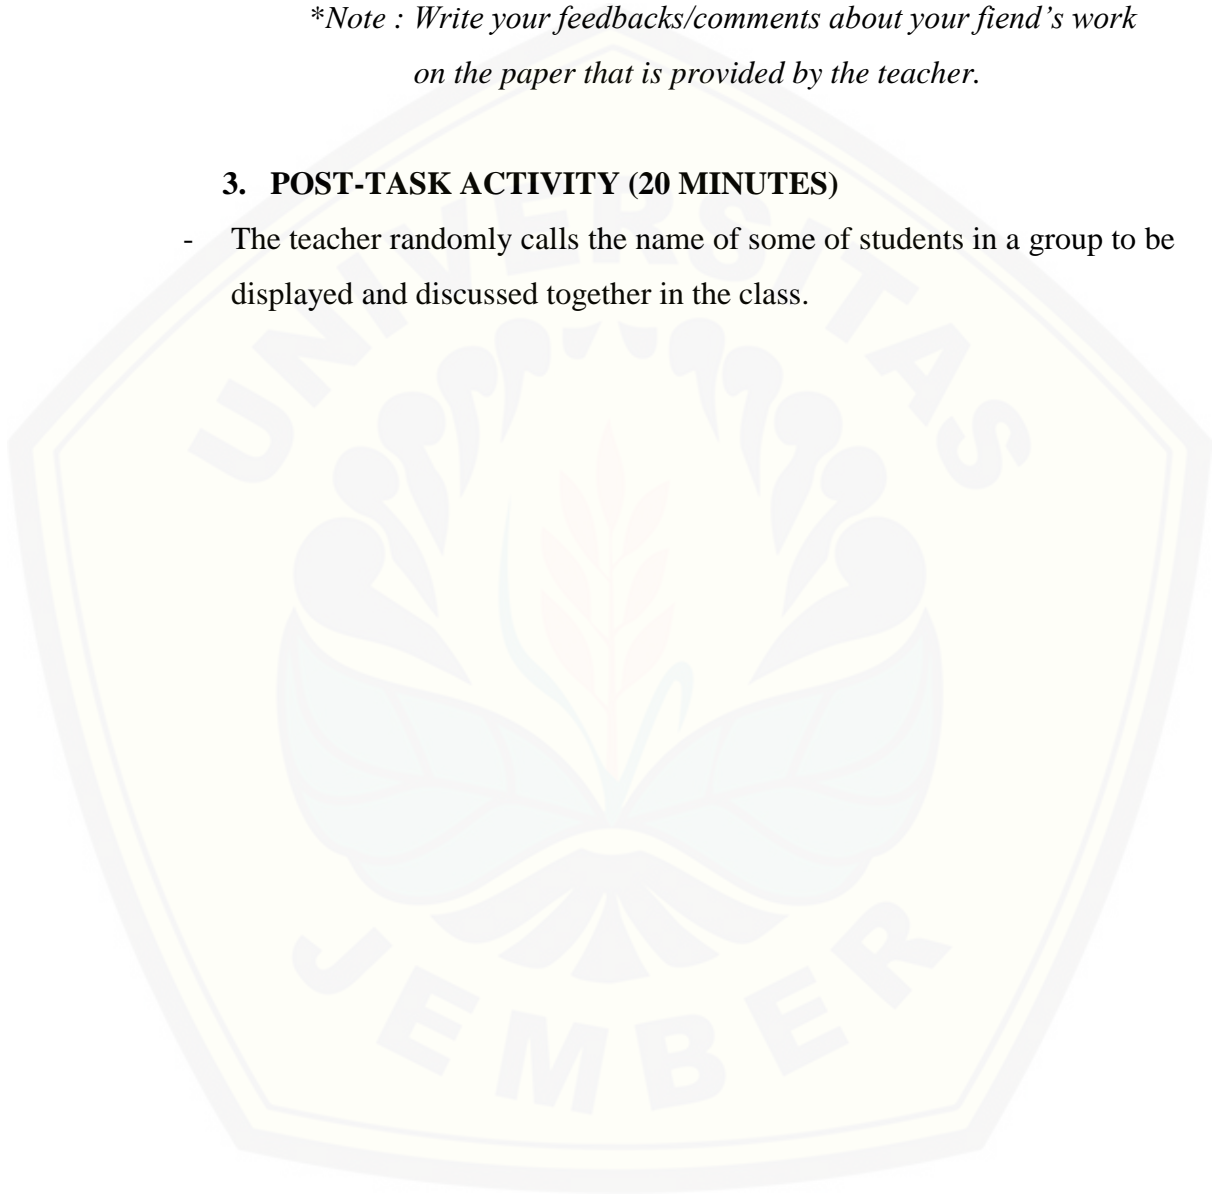 *Note : Write your feedbacks/comments about your fiend’s work
on the paper that is provided by the teacher.
3. POST-TASK ACTIVITY (20 MINUTES)
- The teacher randomly calls the name of some of students in a group to be
displayed and discussed together in the class.
UNIVERSITAS
JEMBER